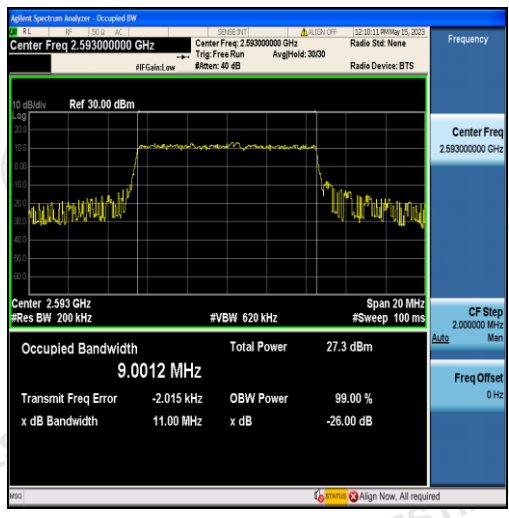 Agilent Spectrum Analyzer - Occupied BW
RL RF 50 Ω AC SENSE:INT ALIGN OFF 12:10:11 PM May 15, 2023
Center Freq 2.593000000 GHz Center Freq: 2.593000000 GHz Radio Std: None
Trig: Free Run Avg|Hold: 30/30
#IFGain:Low #Atten: 40 dB Radio Device: BTS
10 dB/div Ref 30.00 dBm
Log
20.0
10.0
0.00
10.0
20.0
30.0
40.0
50.0
60.0
Center 2.593 GHz Span 20 MHz
#Res BW 200 kHz #VBW 620 kHz #Sweep 100 ms
Occupied Bandwidth Total Power 27.3 dBm
9.0012 MHz
Transmit Freq Error -2.015 kHz OBW Power 99.00 %
x dB Bandwidth 11.00 MHz x dB -26.00 dB
MSG STATUS Align Now, All required
Frequency
Center Freq
2.593000000 GHz
CF Step
2.000000 MHz
Auto Man
Freq Offset
0 Hz